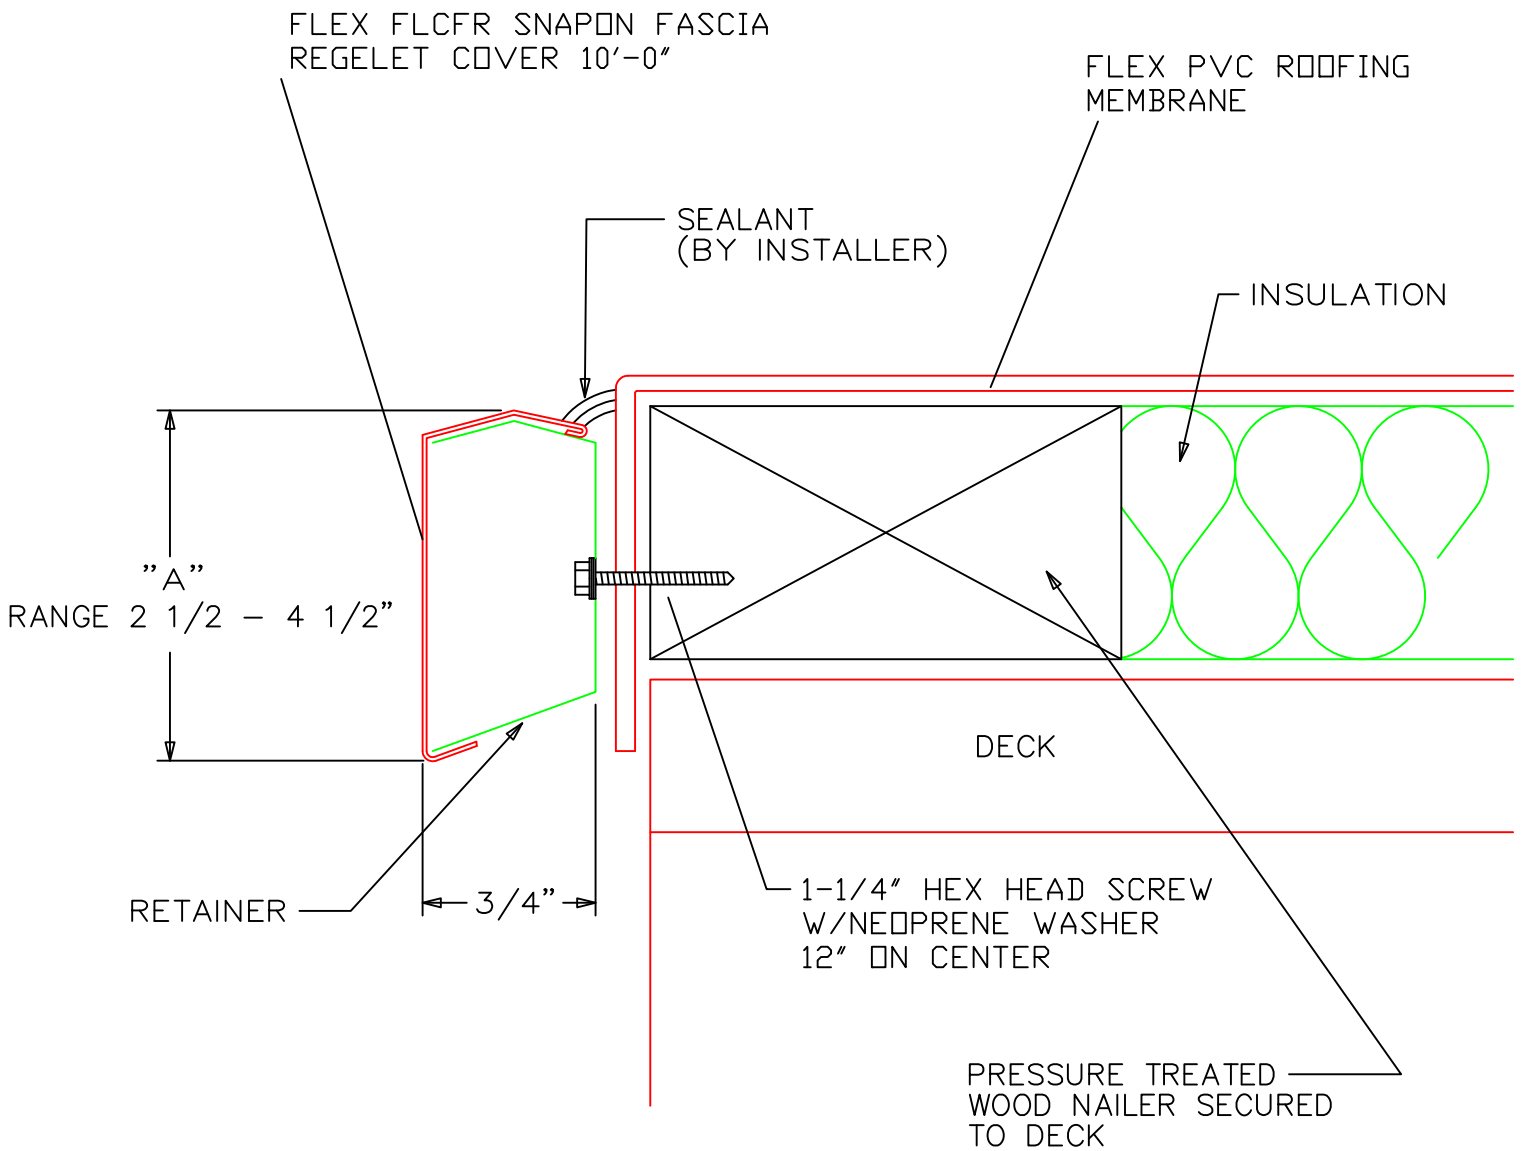 FLEX FLCFR SNAPON FASCIA
REGELET COVER 10'-0"
FLEX PVC ROOFING
MEMBRANE
SEALANT
(BY INSTALLER)
INSULATION
"A"
RANGE 2 1/2 - 4 1/2"
DECK
RETAINER
3/4"
1-1/4" HEX HEAD SCREW
W/NEOPRENE WASHER
12" ON CENTER
PRESSURE TREATED
WOOD NAILER SECURED
TO DECK